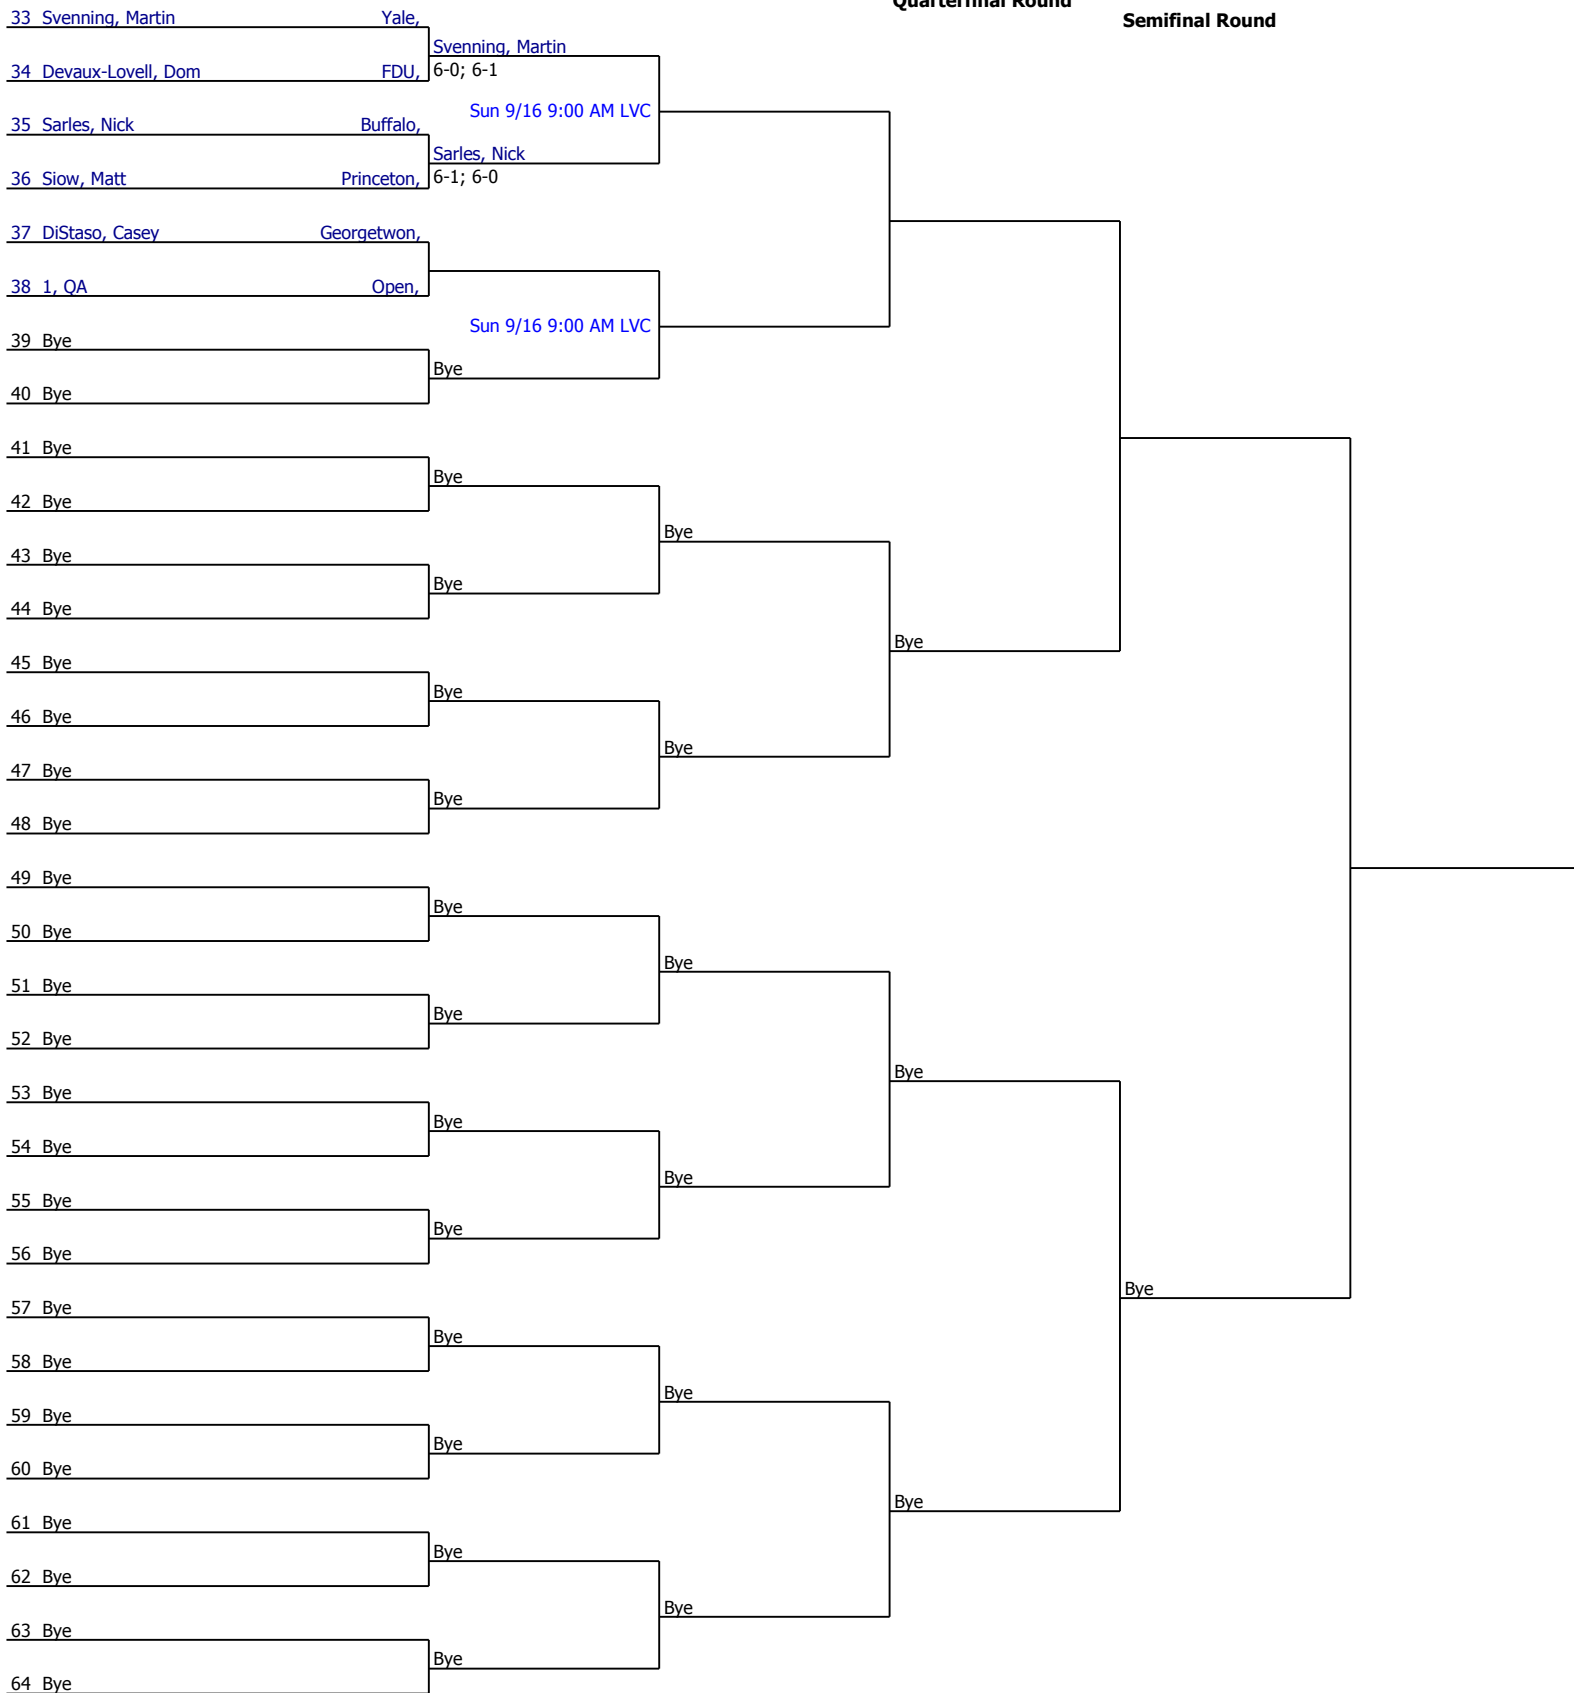 Quarterfinal Round
Semifinal Round
33 Svenning, Martin Yale,
Svenning, Martin
34 Devaux-Lovell, Dom FDU,
6-0; 6-1
Sun 9/16 9:00 AM LVC
35 Sarles, Nick Buffalo,
Sarles, Nick
36 Siow, Matt Princeton,
6-1; 6-0
37 DiStaso, Casey Georgetwon,
38 1, QA Open,
Sun 9/16 9:00 AM LVC
39 Bye
Bye
40 Bye
41 Bye
Bye
42 Bye
Bye
43 Bye
Bye
44 Bye
Bye
45 Bye
Bye
46 Bye
Bye
47 Bye
Bye
48 Bye
49 Bye
Bye
50 Bye
Bye
51 Bye
Bye
52 Bye
Bye
53 Bye
Bye
54 Bye
Bye
55 Bye
Bye
56 Bye
Bye
57 Bye
Bye
58 Bye
Bye
59 Bye
Bye
60 Bye
Bye
61 Bye
Bye
62 Bye
Bye
63 Bye
Bye
64 Bye